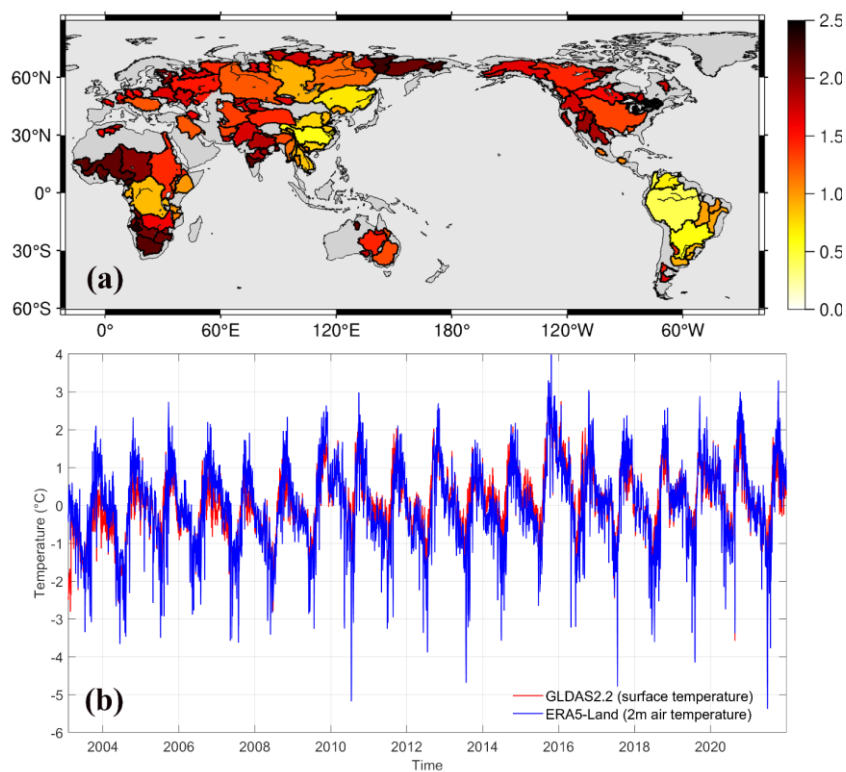 2.5
60°N
2.0
30°N
1.5
0°
1.0
30°S
0.5
(a)
60°S
0.0
0° 60°E 120°E 180° 120°W 60°W
4
3
2
1
0
-1
-2
-3
-4
-5
-6
Temperature (°C)
(b)
GLDAS2.2 (surface temperature)
ERA5-Land (2m air temperature)
2004 2006 2008 2010 2012 2014 2016 2018 2020
Time